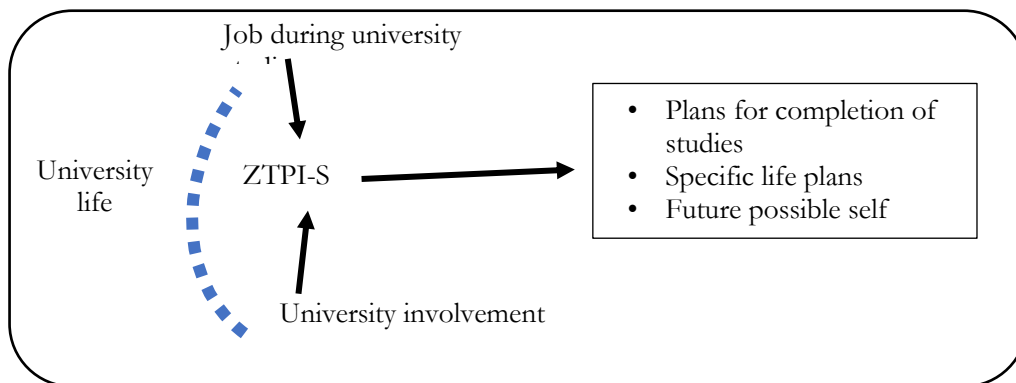 Job during university
University
life
ZTPI-S
University involvement
• Plans for completion of
studies
• Specific life plans
• Future possible self